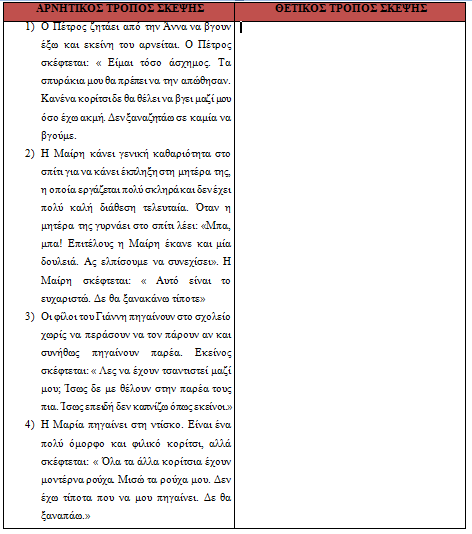 ΑΡΝΗΤΙΚΟΣ ΤΡΟΠΟΣ ΣΚΕΨΗΣ
ΘΕΤΙΚΟΣ ΤΡΟΠΟΣ ΣΚΕΨΗΣ
1) Ο Πέτρος ζητάει από την Άννα να βγουν
έξω και εκείνη του αρνείται. Ο Πέτρος
σκέφτεται: « Είμαι τόσο άσχημος. Τα
σπυράκια μου θα πρέπει να την απώθησαν.
Κανένα κορίτσι δε θα θέλει να βγει μαζί μου
όσο έχω ακμή. Δεν ξαναζητάω σε καμία να
βγούμε.
2) Η Μαίρη κάνει γενική καθαριότητα στο
σπίτι για να κάνει έκπληξη στη μητέρα της,
η οποία εργάζεται πολύ σκληρά και δεν έχει
πολύ καλή διάθεση τελευταία. Όταν η
μητέρα της γυρνάει στο σπίτι λέει: «Μπα,
μπα! Επιτέλους η Μαίρη έκανε και μία
δουλειά. Ας ελπίσουμε να συνεχίσει». Η
Μαίρη σκέφτεται: « Αυτό είναι το
ευχαριστώ. Δε θα ξανακάνω τίποτε»
3) Οι φίλοι του Γιάννη πηγαίνουν στο σχολείο
χωρίς να περάσουν να τον πάρουν αν και
συνήθως πηγαίνουν παρέα. Εκείνος
σκέφτεται: « Λες να έχουν τσαντιστεί μαζί
μου; Ίσως δε με θέλουν στην παρέα τους
πια. Ίσως επειδή δεν καπνίζω όπως εκείνοι.»
4) Η Μαρία πηγαίνει στη ντίσκο. Είναι ένα
πολύ όμορφο και φιλικό κορίτσι, αλλά
σκέφτεται: « Όλα τα άλλα κορίτσια έχουν
μοντέρνα ρούχα. Μισώ τα ρούχα μου. Δεν
έχω τίποτα που να μου πηγαίνει. Δε θα
ξαναπάω.»